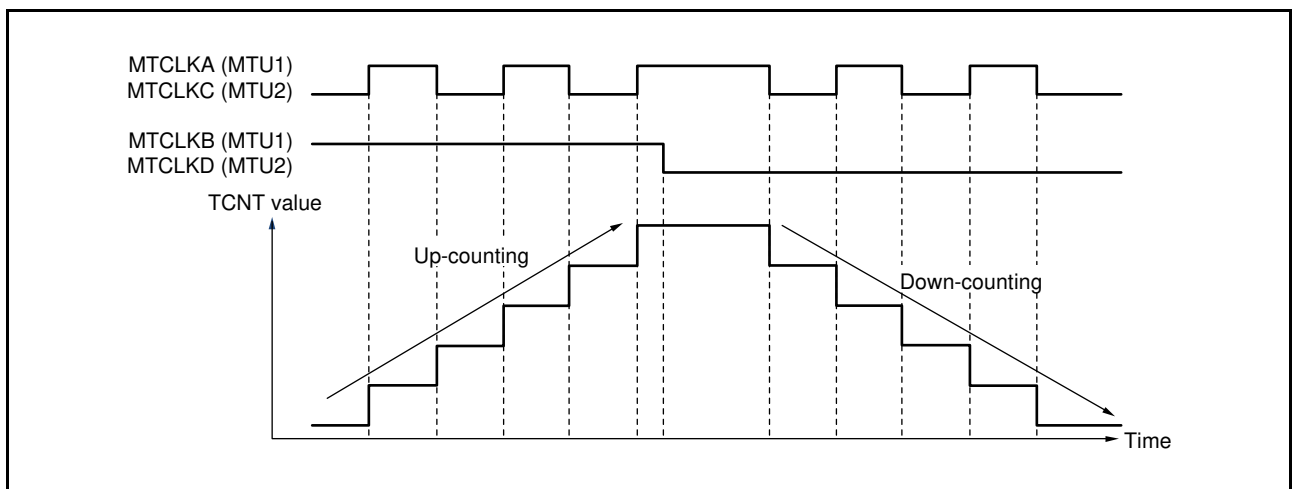 MTCLKA (MTU1)
MTCLKC (MTU2)
MTCLKB (MTU1)
MTCLKD (MTU2)
TCNT value
Up-counting
Down-counting
Time